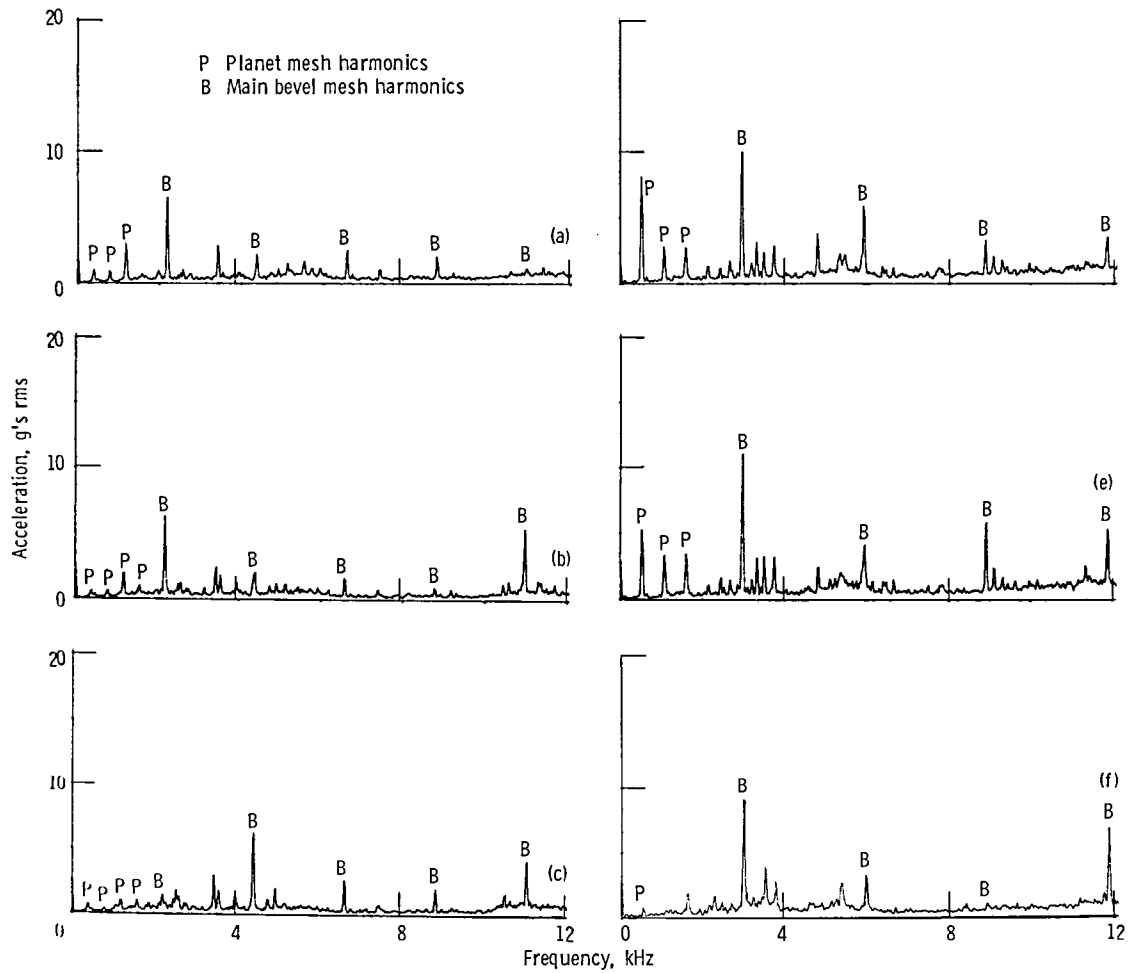 20
P Planet mesh harmonics
B Main bevel mesh harmonics
10
0
P P P B B B B B (a)
P P P B B B B
20
10
0
P P P P B B B B B (b)
P P P B B B B (e)
20
10
0 4 8 12
P P P P B B B B B (c)
P B B B B (f)
0 4 8 12
Acceleration, g's rms
Frequency, kHz